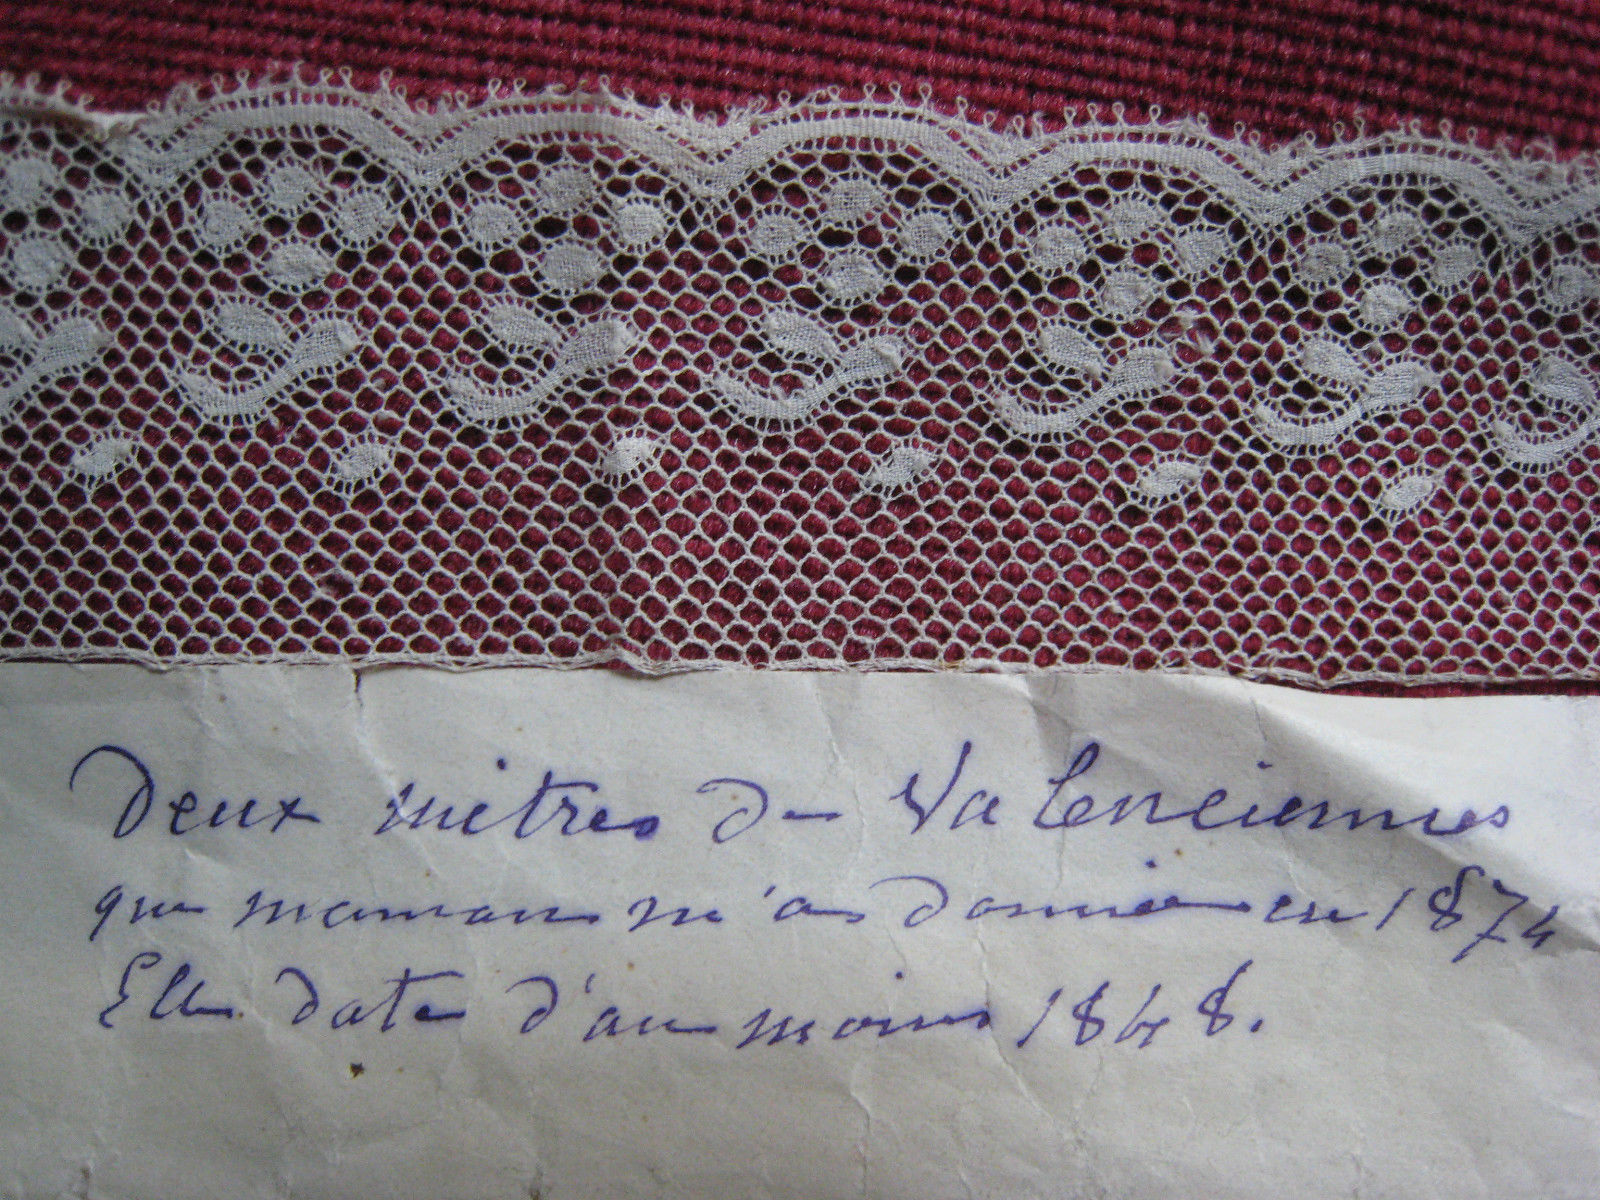 Deux mètres de Valenciennes
que maman m'a donnée en 1874
Elle date d'au moins 1848.